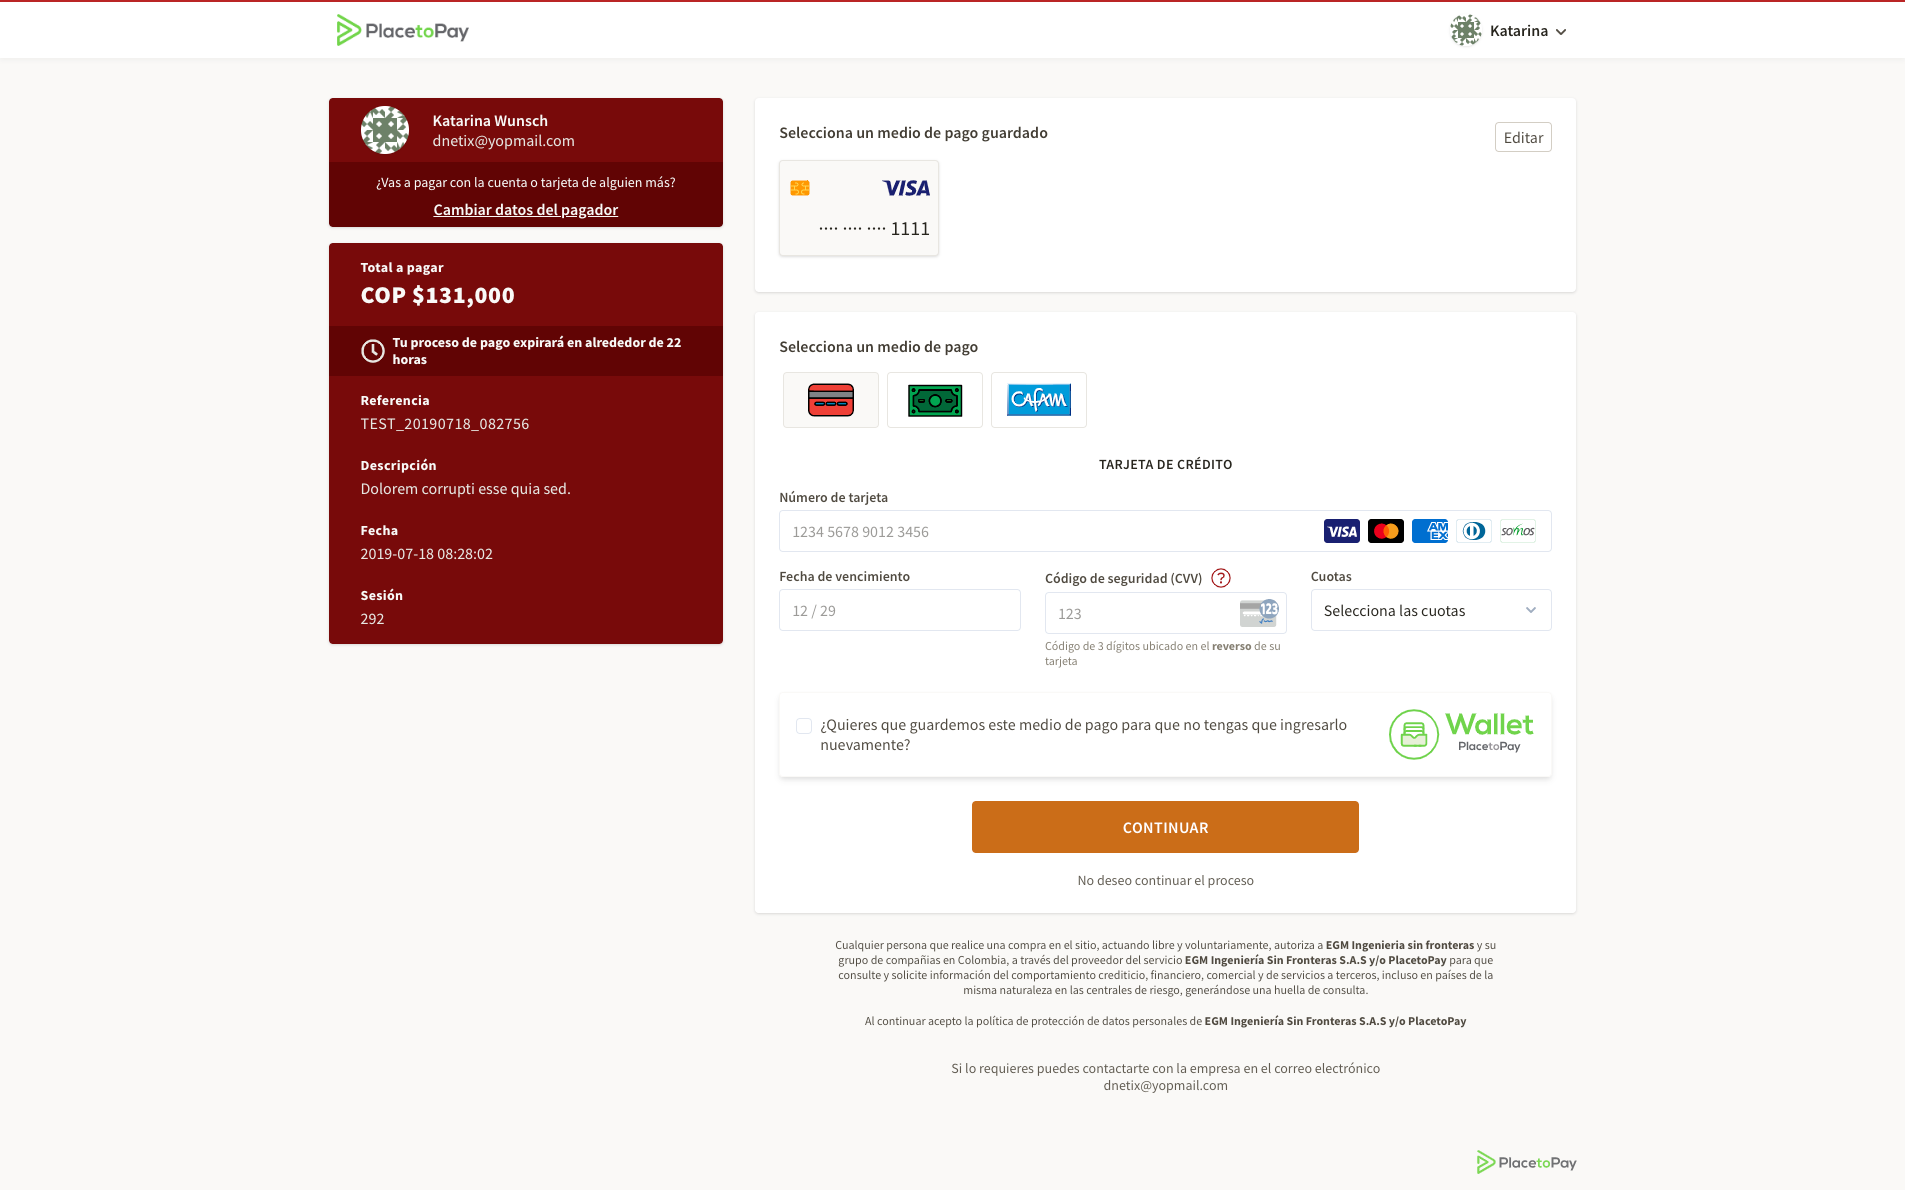 PlacetoPay
Katarina
Katarina Wunsch
dnetix@yopmail.com
¿Vas a pagar con la cuenta o tarjeta de alguien más?
Cambiar datos del pagador
Total a pagar
COP $131,000
Tu proceso de pago expirará en alrededor de 22
horas
Referencia
TEST_20190718_082756
Descripción
Dolorem corrupti esse quia sed.
Fecha
2019-07-18 08:28:02
Sesión
292
Selecciona un medio de pago guardado
Editar
VISA
···· ···· ···· 1111
Selecciona un medio de pago
CAFAM
TARJETA DE CRÉDITO
Número de tarjeta
1234 5678 9012 3456
VISA
AM
EX
somos
Fecha de vencimiento
12 / 29
Código de seguridad (CVV) ?
123
123
Código de 3 dígitos ubicado en el reverso de su
tarjeta
Cuotas
Selecciona las cuotas
¿Quieres que guardemos este medio de pago para que no tengas que ingresarlo
nuevamente?
Wallet
PlacetoPay
CONTINUAR
No deseo continuar el proceso
Cualquier persona que realice una compra en el sitio, actuando libre y voluntariamente, autoriza a EGM Ingenieria sin fronteras y su
grupo de compañias en Colombia, a través del proveedor del servicio EGM Ingeniería Sin Fronteras S.A.S y/o PlacetoPay para que
consulte y solicite información del comportamiento crediticio, financiero, comercial y de servicios a terceros, incluso en países de la
misma naturaleza en las centrales de riesgo, generándose una huella de consulta.
Al continuar acepto la política de protección de datos personales de EGM Ingeniería Sin Fronteras S.A.S y/o PlacetoPay
Si lo requieres puedes contactarte con la empresa en el correo electrónico
dnetix@yopmail.com
PlacetoPay